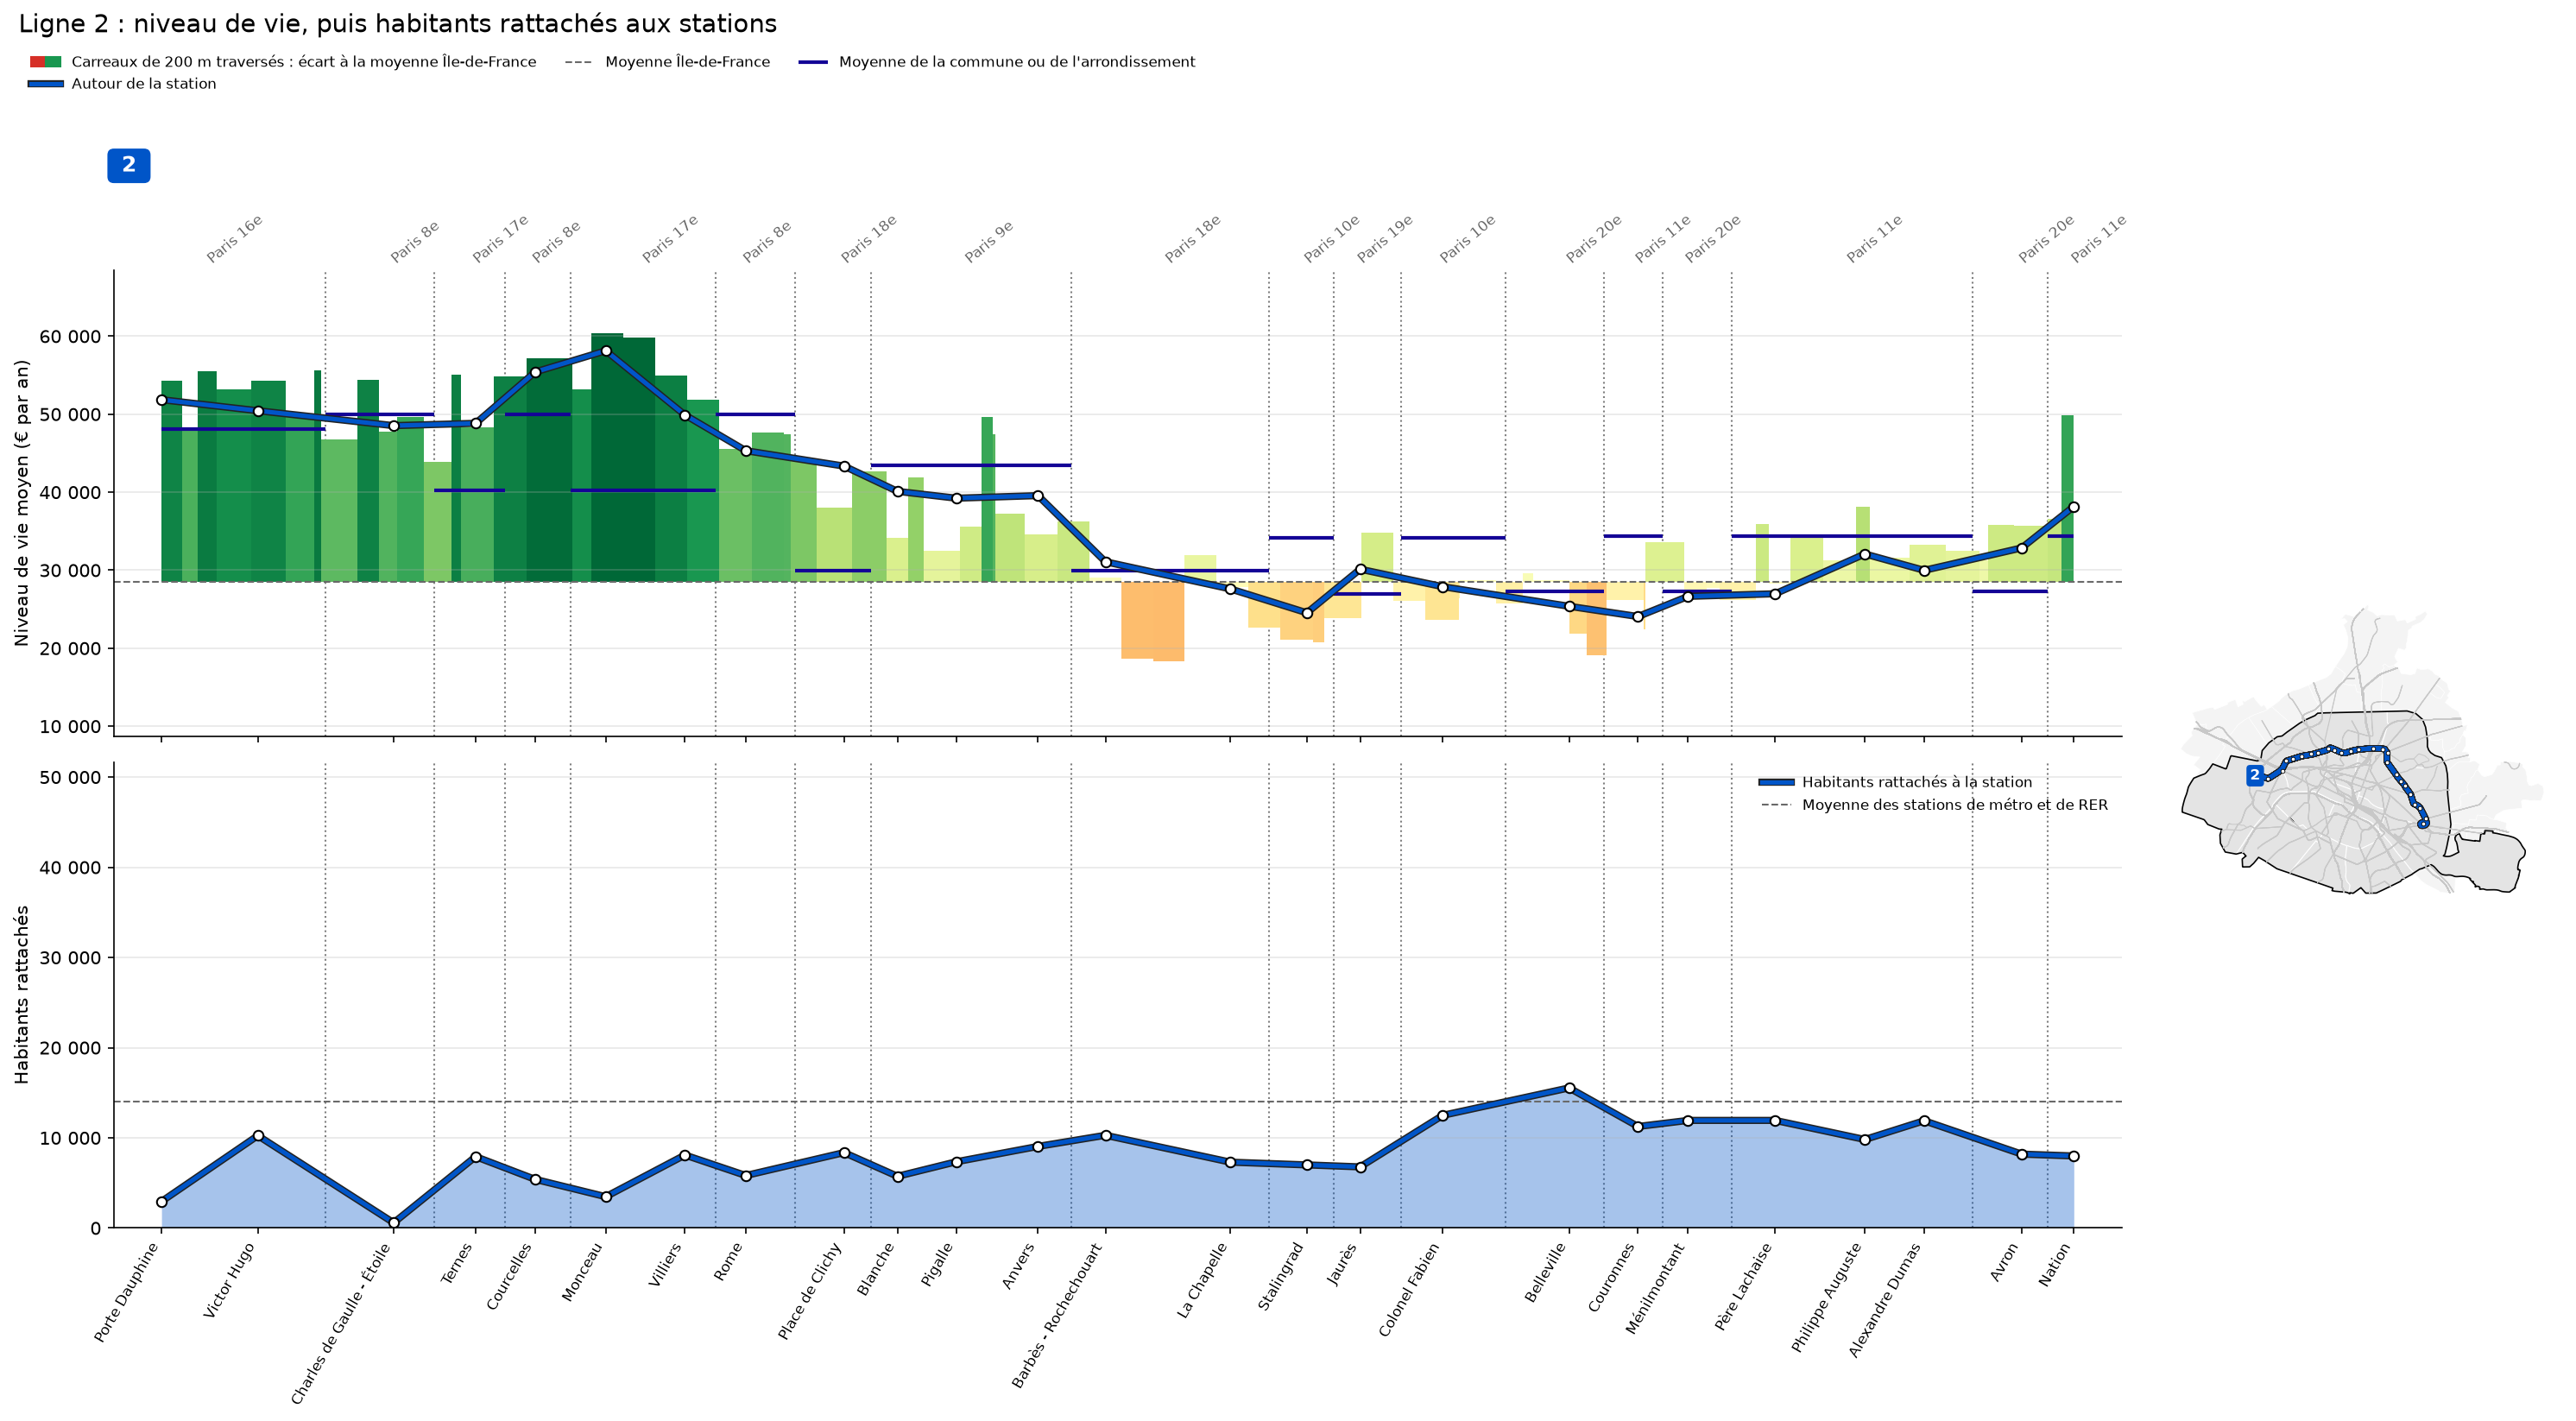 Ligne 2 : niveau de vie, puis habitants rattachés aux stations
Carreaux de 200 m traversés : écart à la moyenne Île-de-France
Moyenne Île-de-France
Moyenne de la commune ou de l'arrondissement
Autour de la station
2
Paris 16e
Paris 8e
Paris 17e
Paris 8e
Paris 17e
Paris 8e
Paris 18e
Paris 9e
Paris 18e
Paris 10e
Paris 19e
Paris 10e
Paris 20e
Paris 11e
Paris 20e
Paris 11e
Paris 20e
Paris 11e
Niveau de vie moyen (€ par an)
60 000
50 000
40 000
30 000
20 000
10 000
Habitants rattachés
50 000
40 000
30 000
20 000
10 000
0
Habitants rattachés à la station
Moyenne des stations de métro et de RER
2
Porte Dauphine
Victor Hugo
Charles de Gaulle - Étoile
Ternes
Courcelles
Monceau
Villiers
Rome
Place de Clichy
Blanche
Pigalle
Anvers
Barbès - Rochechouart
La Chapelle
Stalingrad
Jaurès
Colonel Fabien
Belleville
Couronnes
Ménilmontant
Père Lachaise
Philippe Auguste
Alexandre Dumas
Avron
Nation